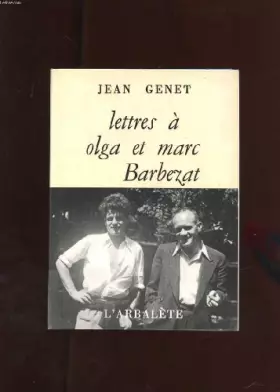 JEAN GENET
lettres à
olga et marc
Barbezat
L'ARBALÈTE